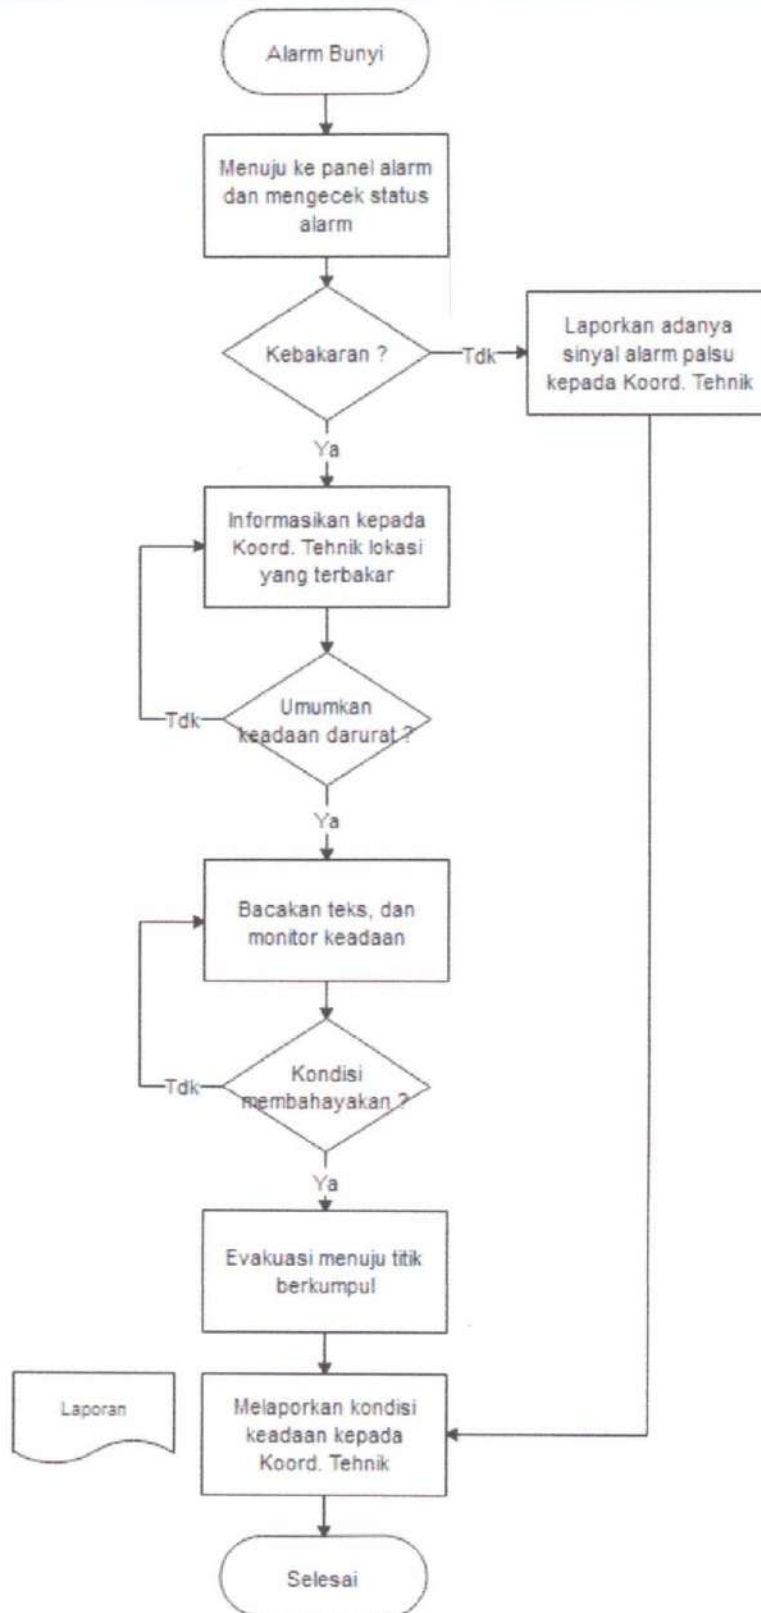 Alarm Bunyi
Menuju ke panel alarm
dan mengecek status
alarm
Kebakaran ?
Tdk
Laporkan adanya
sinyal alarm palsu
kepada Koord. Tehnik
Ya
Informasikan kepada
Koord. Tehnik lokasi
yang terbakar
Umumkan
keadaan darurat ?
Tdk
Ya
Bacakan teks, dan
monitor keadaan
Kondisi
membahayakan ?
Tdk
Ya
Evakuasi menuju titik
berkumpul
Laporan
Melaporkan kondisi
keadaan kepada
Koord. Tehnik
Selesai